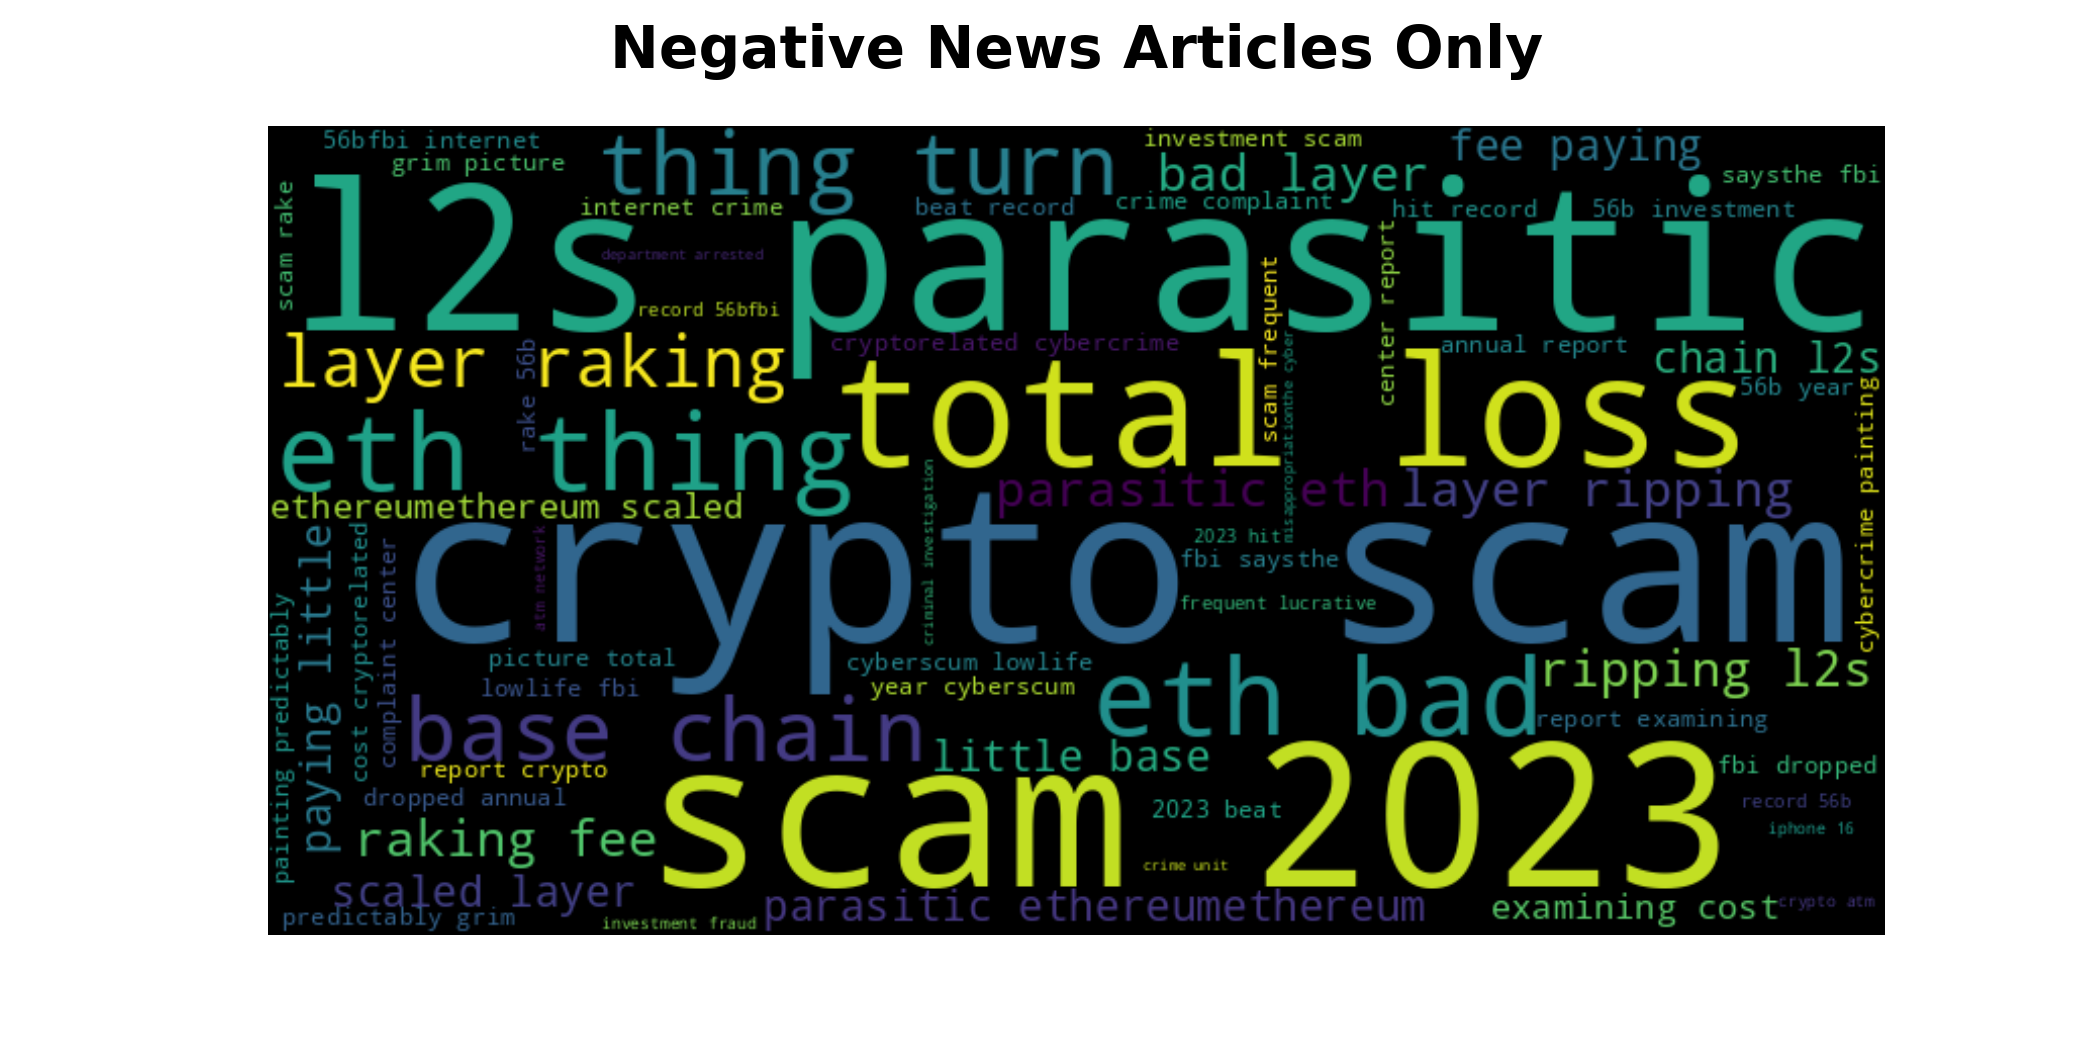 Negative News Articles Only
56bfbi internet
thing turn
investment scam
fee paying
grim picture
bad layer
saysthe fbi
scam rake
internet crime
beat record
crime complaint
hit record
56b investment
l2s parasitic
department arrested
record 56bfbi
scam frequent
center report
layer raking
rake 56b
cryptorelated cybercrime
misappropriationthe cyber
annual report
chain l2s
total loss
56b year
cybercrime painting
eth thing
criminal investigation
parasitic eth
layer ripping
ethereumethereum scaled
crypto scam
paying little
cost cryptorelated
complaint center
atm network
2023 hit
fbi saysthe
frequent lucrative
painting predictably
picture total
cyberscum lowlife
eth bad
ripping l2s
lowlife fbi
year cyberscum
base chain
report examining
little base
scam 2023
fbi dropped
report crypto
dropped annual
2023 beat
record 56b
raking fee
iphone 16
crime unit
scaled layer
parasitic ethereumethereum
examining cost
crypto atm
predictably grim
investment fraud